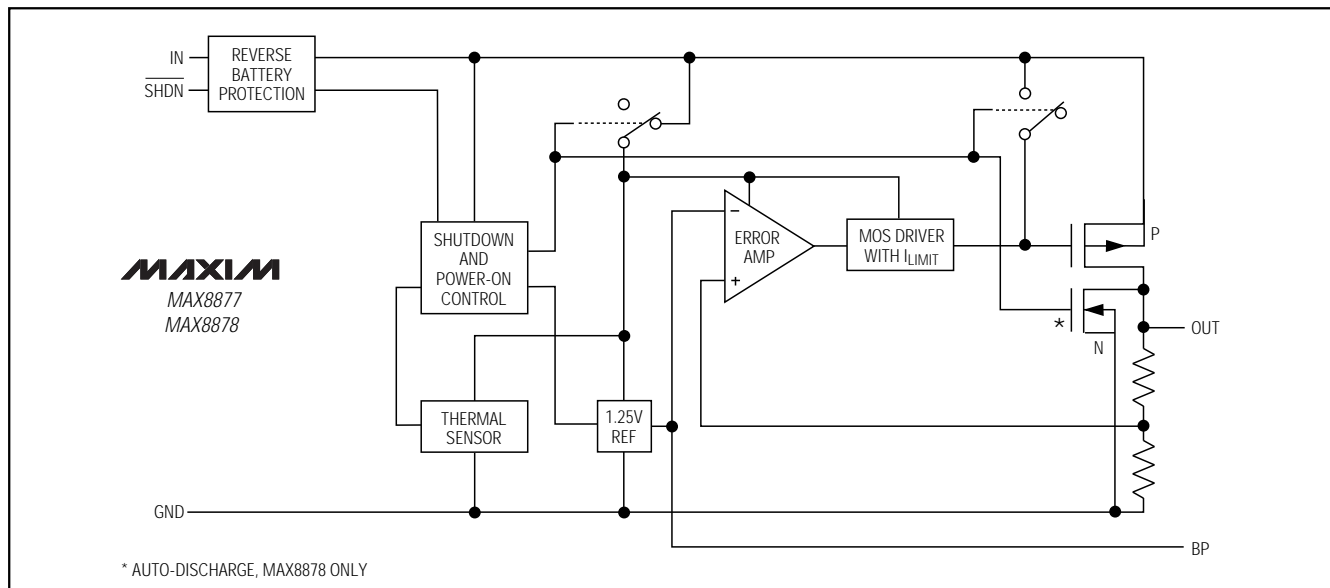 IN
SHDN
REVERSE
BATTERY
PROTECTION
SHUTDOWN
AND
POWER-ON
CONTROL
−
ERROR
AMP
+
MOS DRIVER
WITH ILIMIT
P
*
N
OUT
MAXIM
MAX8877
MAX8878
THERMAL
SENSOR
1.25V
REF
GND
BP
* AUTO-DISCHARGE, MAX8878 ONLY